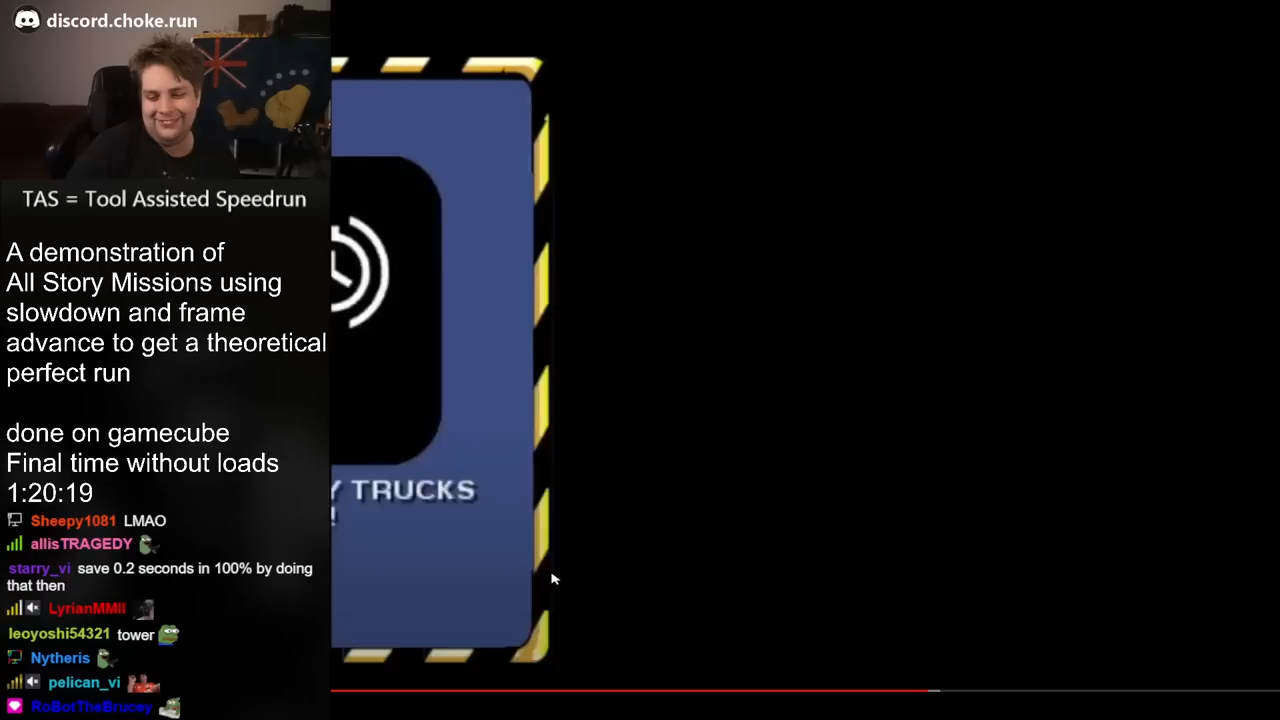 discord.choke.run
TAS = Tool Assisted Speedrun
A demonstration of
All Story Missions using
slowdown and frame
advance to get a theoretical
perfect run
done on gamecube
Final time without loads
1:20:19
Sheepy1081 LMAO
allisTRAGEDY
starry_vi save 0.2 seconds in 100% by doing
that then
LyrianMMII
leoyoshi54321 tower
Nytheris
pelican_vi
RoBotTheBrucey
TRUCKS
!